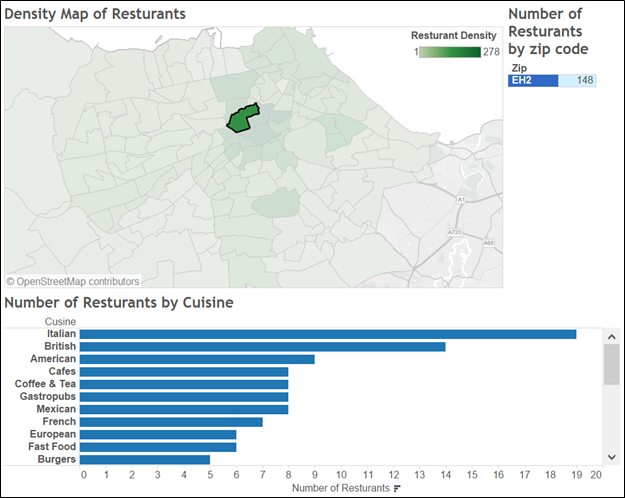 Density Map of Resturants
Resturant Density
1 278
© OpenStreetMap contributors
A1
A720
A68
Number of
Resturants
by zip code
Zip
EH2 148
Number of Resturants by Cuisine
Cusine
Italian
British
American
Cafes
Coffee & Tea
Gastropubs
Mexican
French
European
Fast Food
Burgers
0 1 2 3 4 5 6 7 8 9 10 11 12 13 14 15 16 17 18 19 20
Number of Resturants